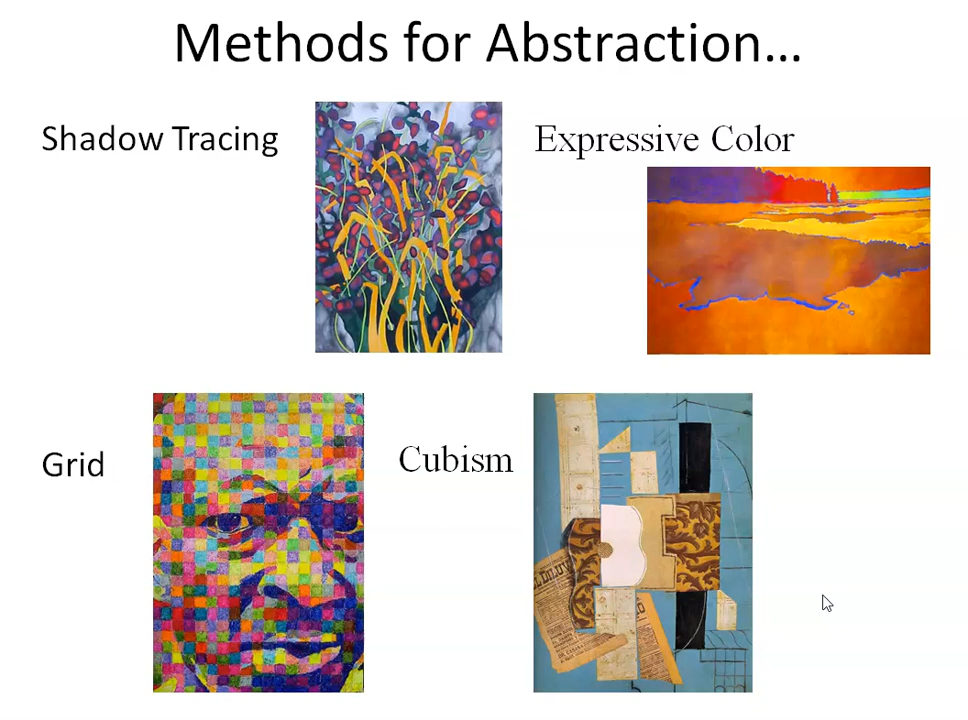 Methods for Abstraction…
Shadow Tracing
Expressive Color
Grid
Cubism